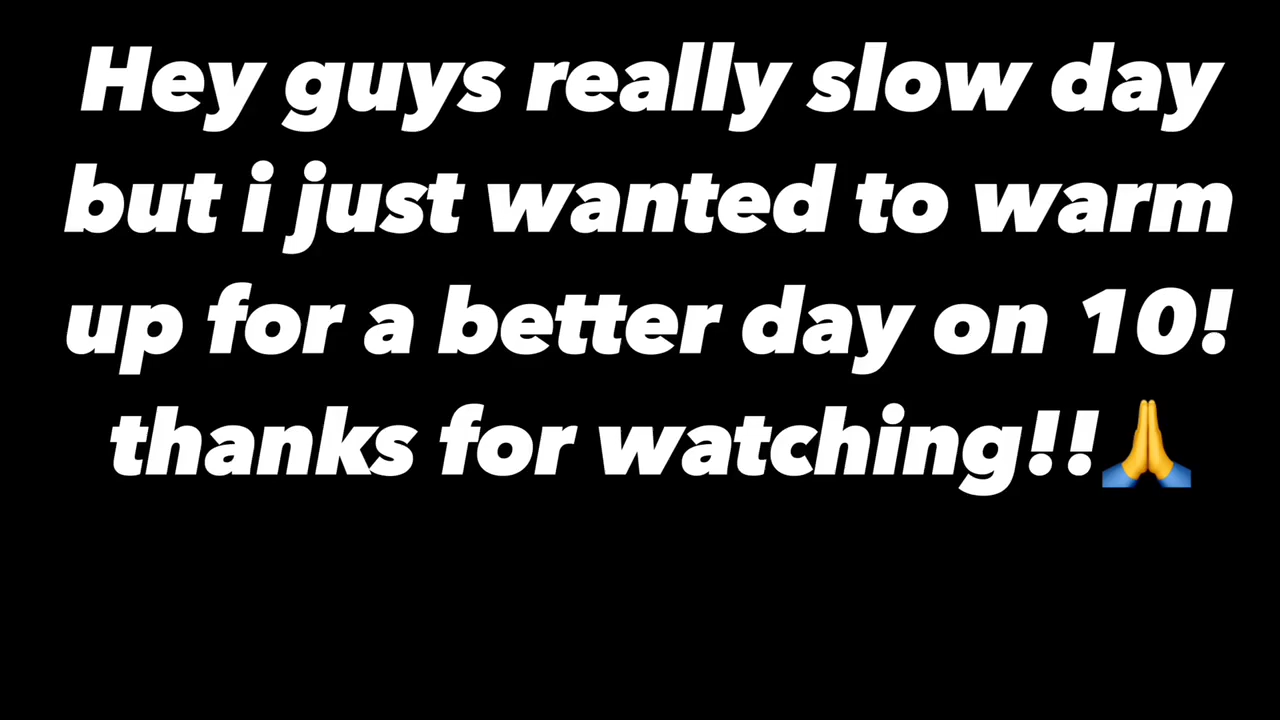 Hey guys really slow day
but i just wanted to warm
up for a better day on 10!
thanks for watching!!🙏